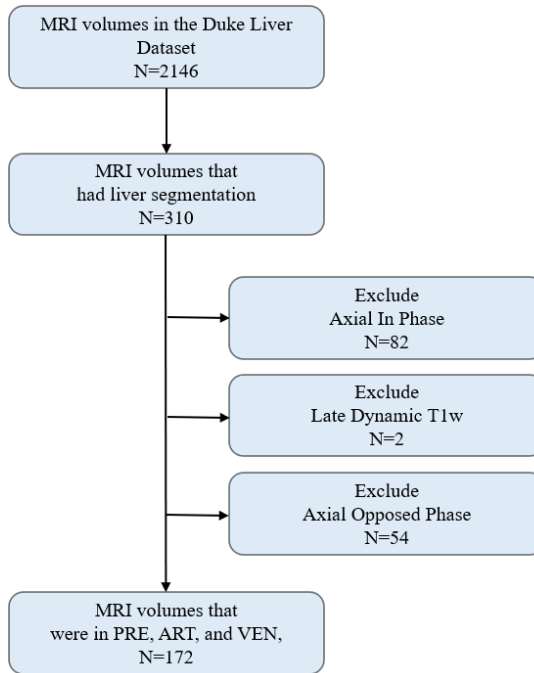 MRI volumes in the Duke Liver
Dataset
N=2146
MRI volumes that
had liver segmentation
N=310
Exclude
Axial In Phase
N=82
Exclude
Late Dynamic T1w
N=2
Exclude
Axial Opposed Phase
N=54
MRI volumes that
were in PRE, ART, and VEN,
N=172